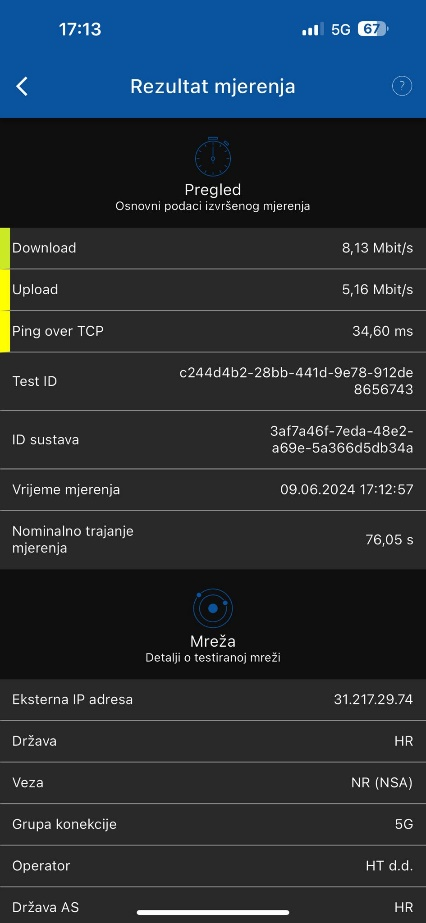 17:13
5G 67
Rezultat mjerenja
?
Pregled
Osnovni podaci izvršenog mjerenja
Download 8,13 Mbit/s
Upload 5,16 Mbit/s
Ping over TCP 34,60 ms
Test ID c244d4b2-28bb-441d-9e78-912de
8656743
ID sustava 3af7a46f-7eda-48e2-
a69e-5a366d5db34a
Vrijeme mjerenja 09.06.2024 17:12:57
Nominalno trajanje
mjerenja 76,05 s
Mreža
Detalji o testiranoj mreži
Eksterna IP adresa 31.217.29.74
Država HR
Veza NR (NSA)
Grupa konekcije 5G
Operator HT d.d.
Država AS HR